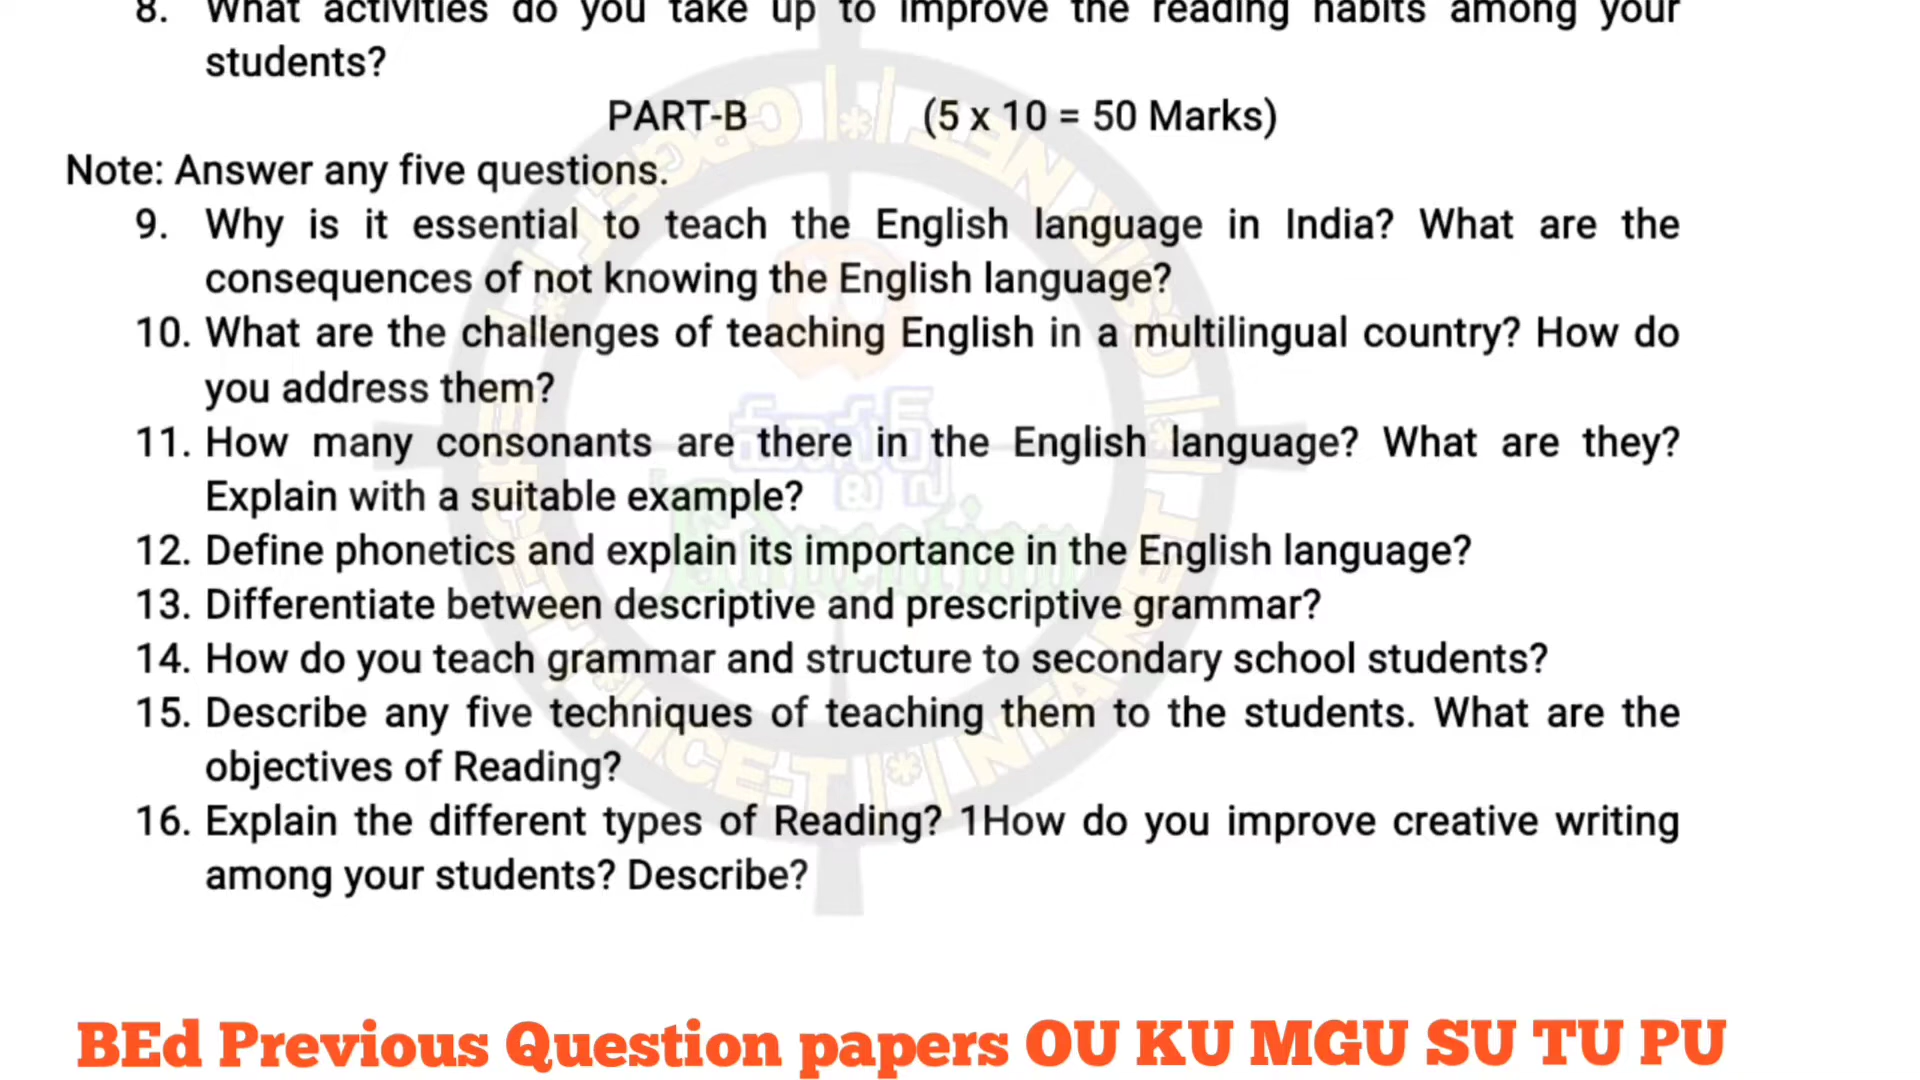 8. What activities do you take up to improve the reading habits among your
students?
PART-B (5 x 10 = 50 Marks)
Note: Answer any five questions.
9. Why is it essential to teach the English language in India? What are the
consequences of not knowing the English language?
10. What are the challenges of teaching English in a multilingual country? How do
you address them?
11. How many consonants are there in the English language? What are they?
Explain with a suitable example?
12. Define phonetics and explain its importance in the English language?
13. Differentiate between descriptive and prescriptive grammar?
14. How do you teach grammar and structure to secondary school students?
15. Describe any five techniques of teaching them to the students. What are the
objectives of Reading?
16. Explain the different types of Reading? 1How do you improve creative writing
among your students? Describe?
Education
BEd Previous Question papers OU KU MGU SU TU PU